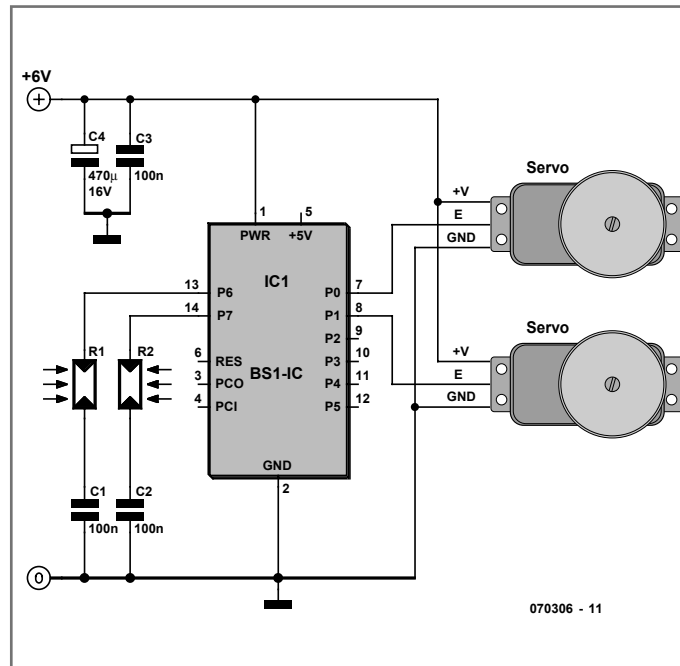 +6V
C4
470µ
16V
C3
100n
1
5
PWR
+5V
IC1
BS1-IC
13
P6
14
P7
6
RES
3
PCO
4
PCI
P0
7
P1
8
P2
9
P3
10
P4
11
P5
12
GND
2
R1
R2
C1
100n
C2
100n
0
Servo
+V
E
GND
Servo
+V
E
GND
070306 - 11